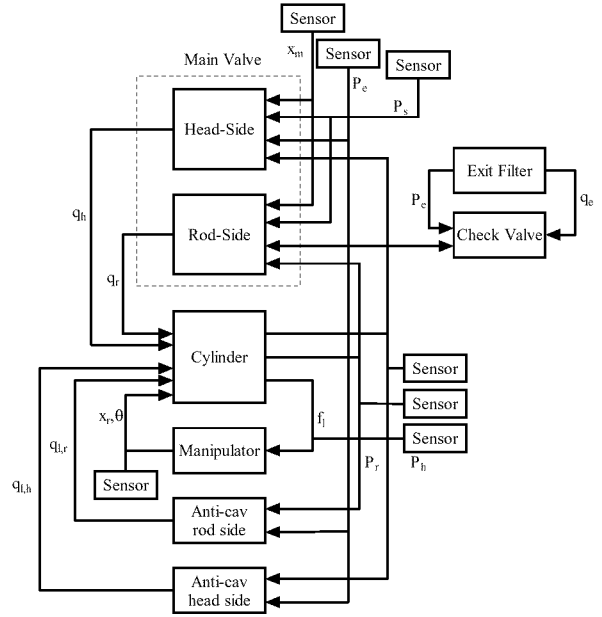 Sensor
x_m
Sensor
Sensor
Main Valve
P_e
P_s
Head-Side
Exit Filter
q_h
P_e
q_e
Rod-Side
Check Valve
q_r
Cylinder
Sensor
Sensor
x_r,θ
f_l
q_l,r
Manipulator
Sensor
q_l,h
Sensor
P_r
P_h
Anti-cav
rod side
Anti-cav
head side